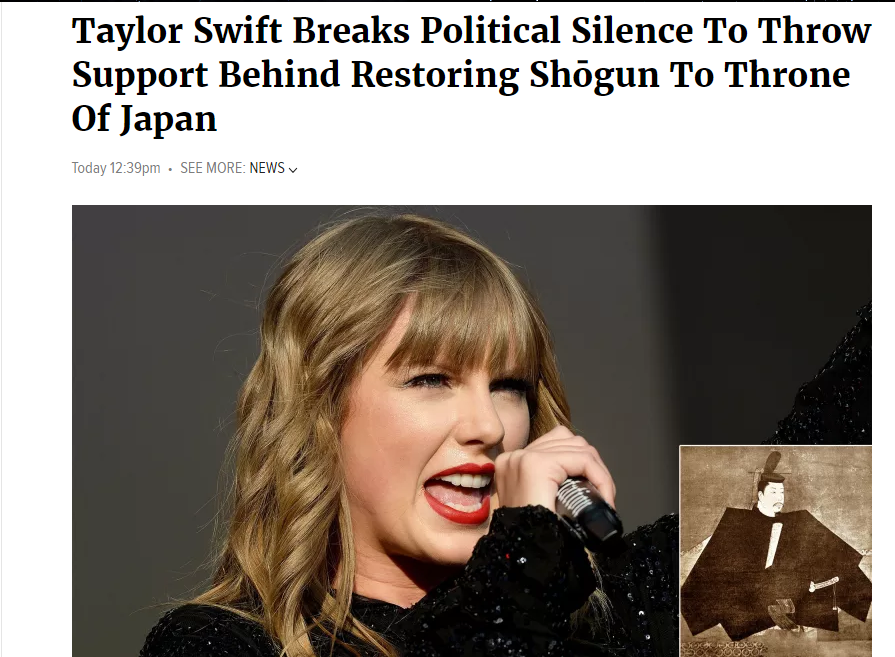 Taylor Swift Breaks Political Silence To Throw
Support Behind Restoring Shōgun To Throne
Of Japan
Today 12:39pm • SEE MORE: NEWS